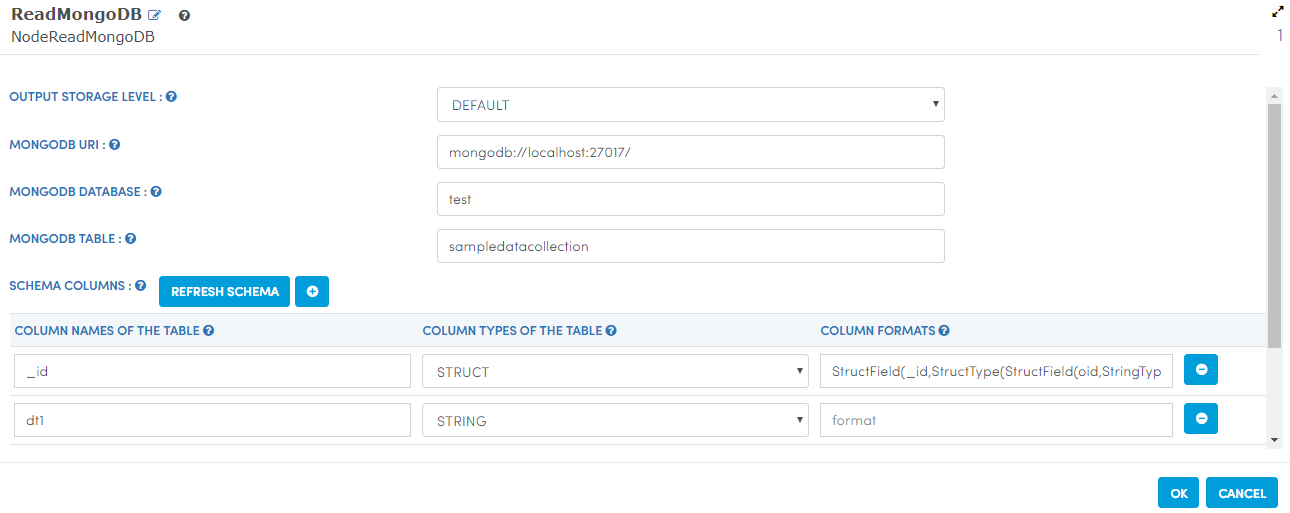 ReadMongoDB
NodeReadMongoDB
1
OUTPUT STORAGE LEVEL :
DEFAULT
MONGODB URI :
mongodb://localhost:27017/
MONGODB DATABASE :
test
MONGODB TABLE :
sampledatacollection
SCHEMA COLUMNS :
REFRESH SCHEMA
COLUMN NAMES OF THE TABLE COLUMN TYPES OF THE TABLE COLUMN FORMATS
_id STRUCT StructField(_id,StructType(StructField(oid,StringTyp
dt1 STRING format
OK CANCEL